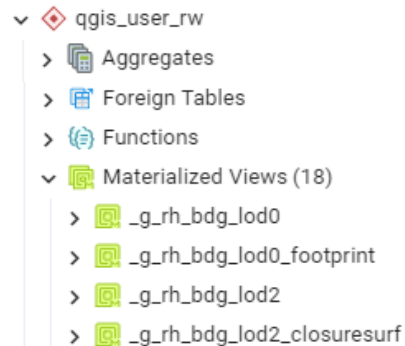 qgis_user_rw
Aggregates
Foreign Tables
Functions
Materialized Views (18)
_g_rh_bdg_lod0
_g_rh_bdg_lod0_footprint
_g_rh_bdg_lod2
_g_rh_bdg_lod2_closuresurf